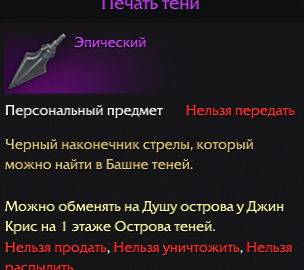 Печать тени
Эпический
Персональный предмет Нельзя передать
Черный наконечник стрелы, который
можно найти в Башне теней.
Можно обменять на Душу острова у Джин
Крис на 1 этаже Острова теней.
Нельзя продать, Нельзя уничтожить, Нельзя
распылить